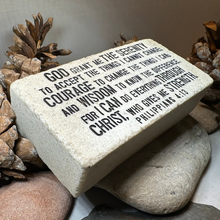 GOD GRANT ME THE SERENITY
TO ACCEPT THE THINGS I CANNOT CHANGE
COURAGE TO CHANGE THE THINGS I CAN
AND WISDOM TO KNOW THE DIFFERENCE
FOR I CAN DO EVERYTHING THROUGH
CHRIST, WHO GIVES ME STRENGTH
PHILIPPIANS 4:13